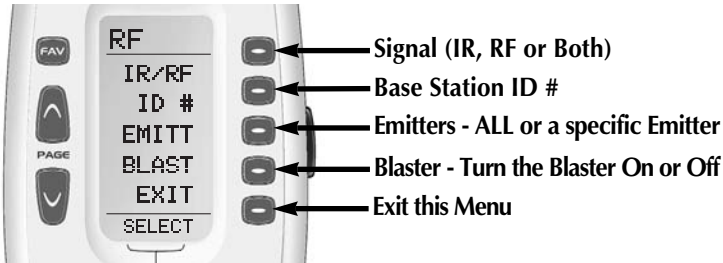 FAV
PAGE
RF
IR/RF
ID #
EMITT
BLAST
EXIT
SELECT
Signal (IR, RF or Both)
Base Station ID #
Emitters - ALL or a specific Emitter
Blaster - Turn the Blaster On or Off
Exit this Menu